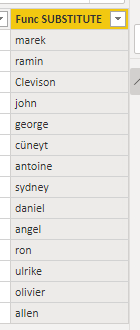 Func SUBSTITUTE
marek
ramin
Clevison
john
george
cüneyt
antoine
sydney
daniel
angel
ron
ulrike
olivier
allen